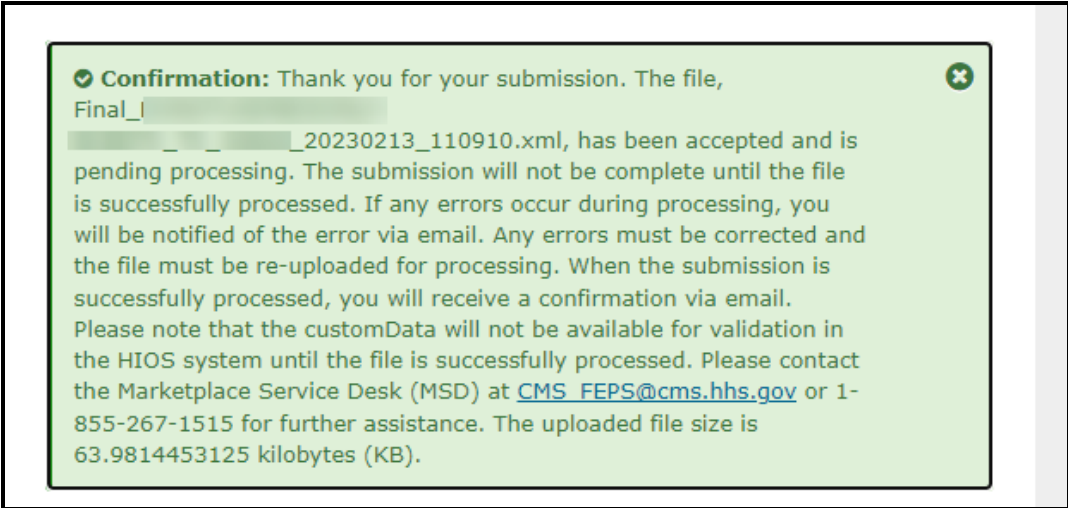 Confirmation: Thank you for your submission. The file,
Final_
_20230213_110910.xml, has been accepted and is
pending processing. The submission will not be complete until the file
is successfully processed. If any errors occur during processing, you
will be notified of the error via email. Any errors must be corrected and
the file must be re-uploaded for processing. When the submission is
successfully processed, you will receive a confirmation via email.
Please note that the customData will not be available for validation in
the HIOS system until the file is successfully processed. Please contact
the Marketplace Service Desk (MSD) at CMS_FEPS@cms.hhs.gov or 1-
855-267-1515 for further assistance. The uploaded file size is
63.9814453125 kilobytes (KB).